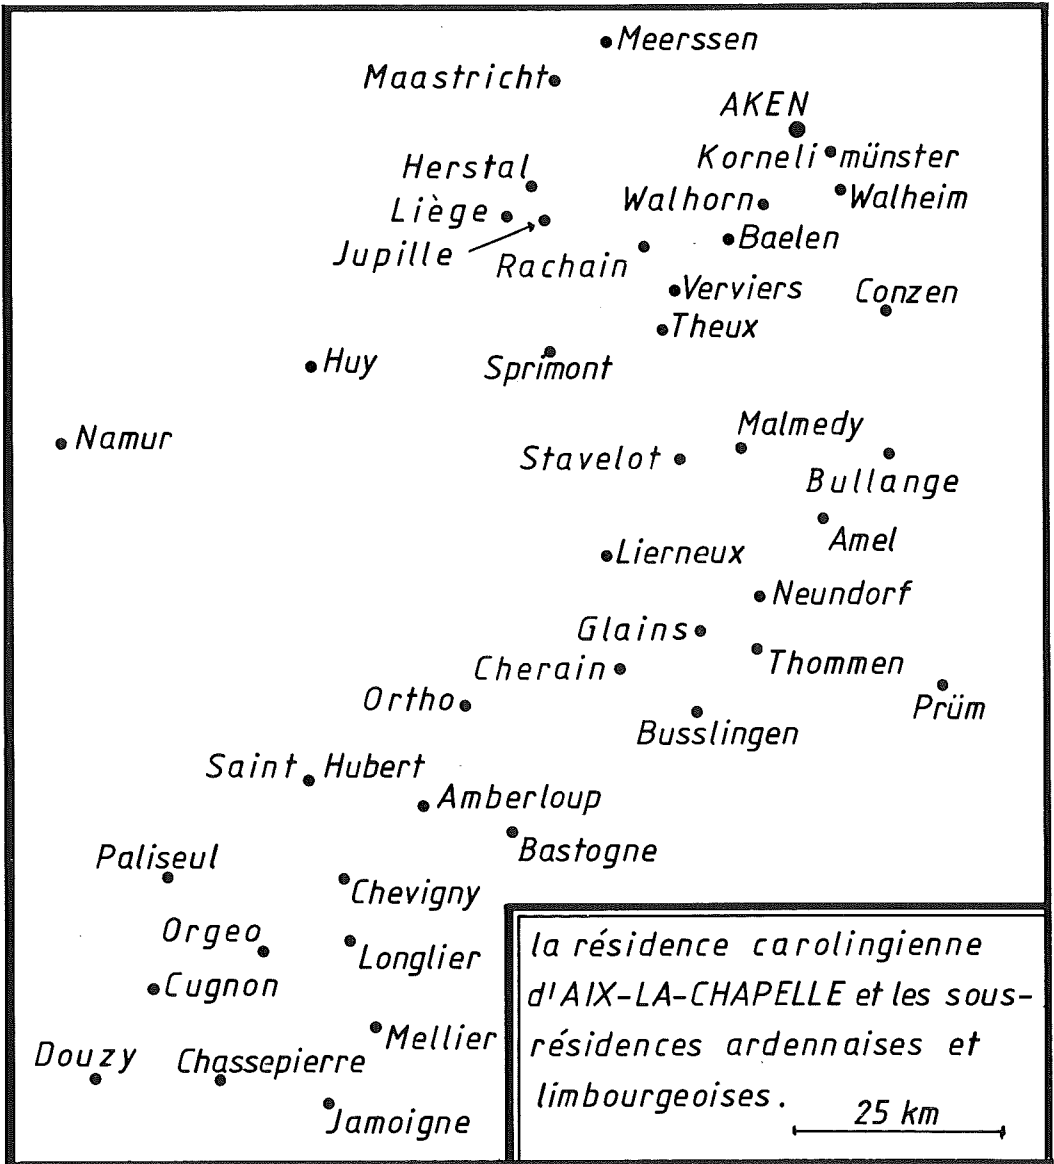 Meerssen
Maastricht
AKEN
Kornelimünster
Herstal
Walhorn
Walheim
Liège
Jupille
Rachain
Baelen
Verviers
Conzen
Theux
Huy
Sprimont
Namur
Malmedy
Stavelot
Bullange
Amel
Lierneux
Neundorf
Glains
Thommen
Cherain
Ortho
Prüm
Busslingen
Saint Hubert
Amberloup
Bastogne
Paliseul
Chevigny
Orgeo
Longlier
Cugnon
Mellier
Douzy
Chassepierre
Jamoigne
la résidence carolingienne
d'AIX-LA-CHAPELLE et les sous-
résidences ardennaises et
limbourgeoises.
25 km